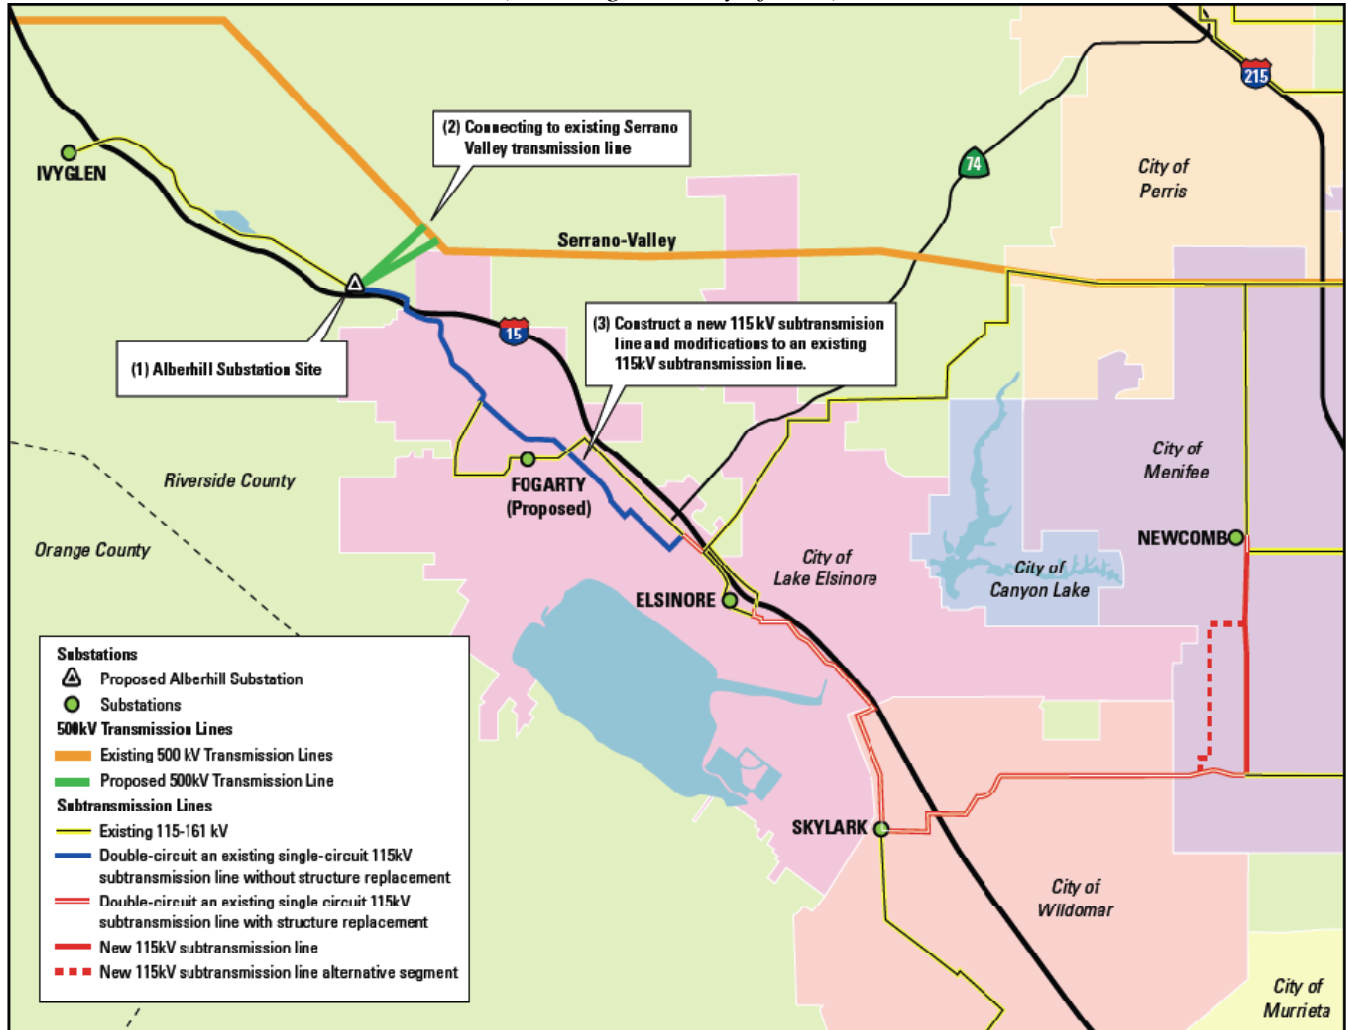 215
(2) Connecting to existing Serrano
Valley transmission line
74
City of
Perris
IVYGLEN
Serrano-Valley
(3) Construct a new 115kV subtransmision
line and modifications to an existing
115kV subtransmission line.
15
(1) Alberhill Substation Site
City of
Menifee
Riverside County
FOGARTY
(Proposed)
Orange County
NEWCOMB
City of
Lake Elsinore
City of
Canyon Lake
ELSINORE
Substations
Proposed Alberhill Substation
Substations
500kV Transmission Lines
Existing 500 kV Transmission Lines
Proposed 500kV Transmission Line
Subtransmission Lines
Existing 115-161 kV
Double-circuit an existing single-circuit 115kV
subtransmission line without structure replacement
Double-circuit an existing single circuit 115kV
subtransmission line with structure replacement
New 115kV subtransmission line
New 115kV subtransmission line alternative segment
SKYLARK
City of
Wildomar
City of
Murrieta